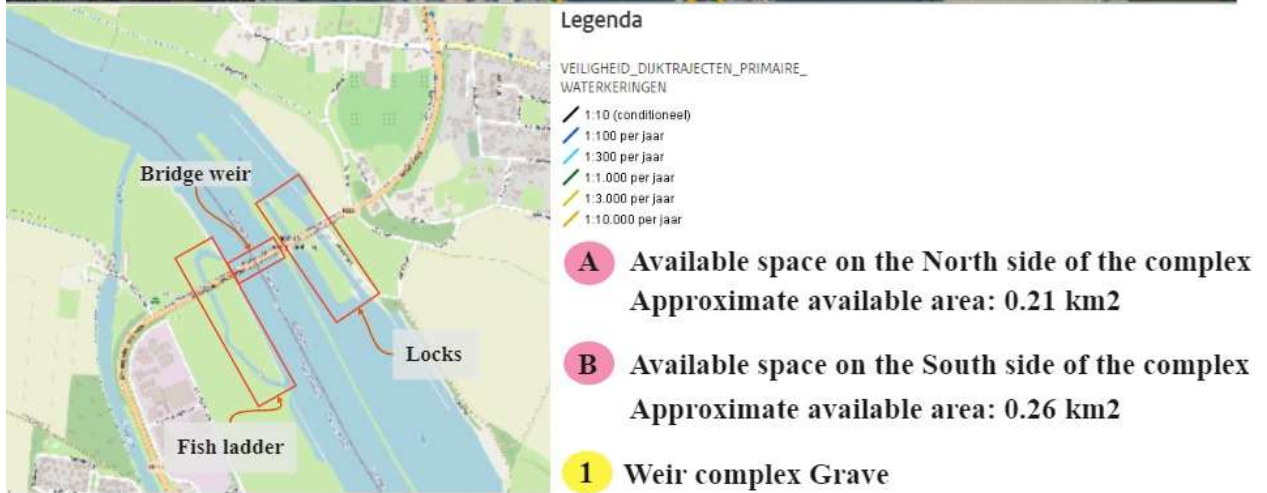 Legenda
VEILIGHEID_DIJKTRAJECTEN_PRIMAIRE_
WATERKERINGEN
1:10 (conditioneel)
1:100 per jaar
1:300 per jaar
1:1.000 per jaar
1:3.000 per jaar
1:10.000 per jaar
Bridge weir
Locks
Fish ladder
A Available space on the North side of the complex
Approximate available area: 0.21 km2
B Available space on the South side of the complex
Approximate available area: 0.26 km2
1 Weir complex Grave